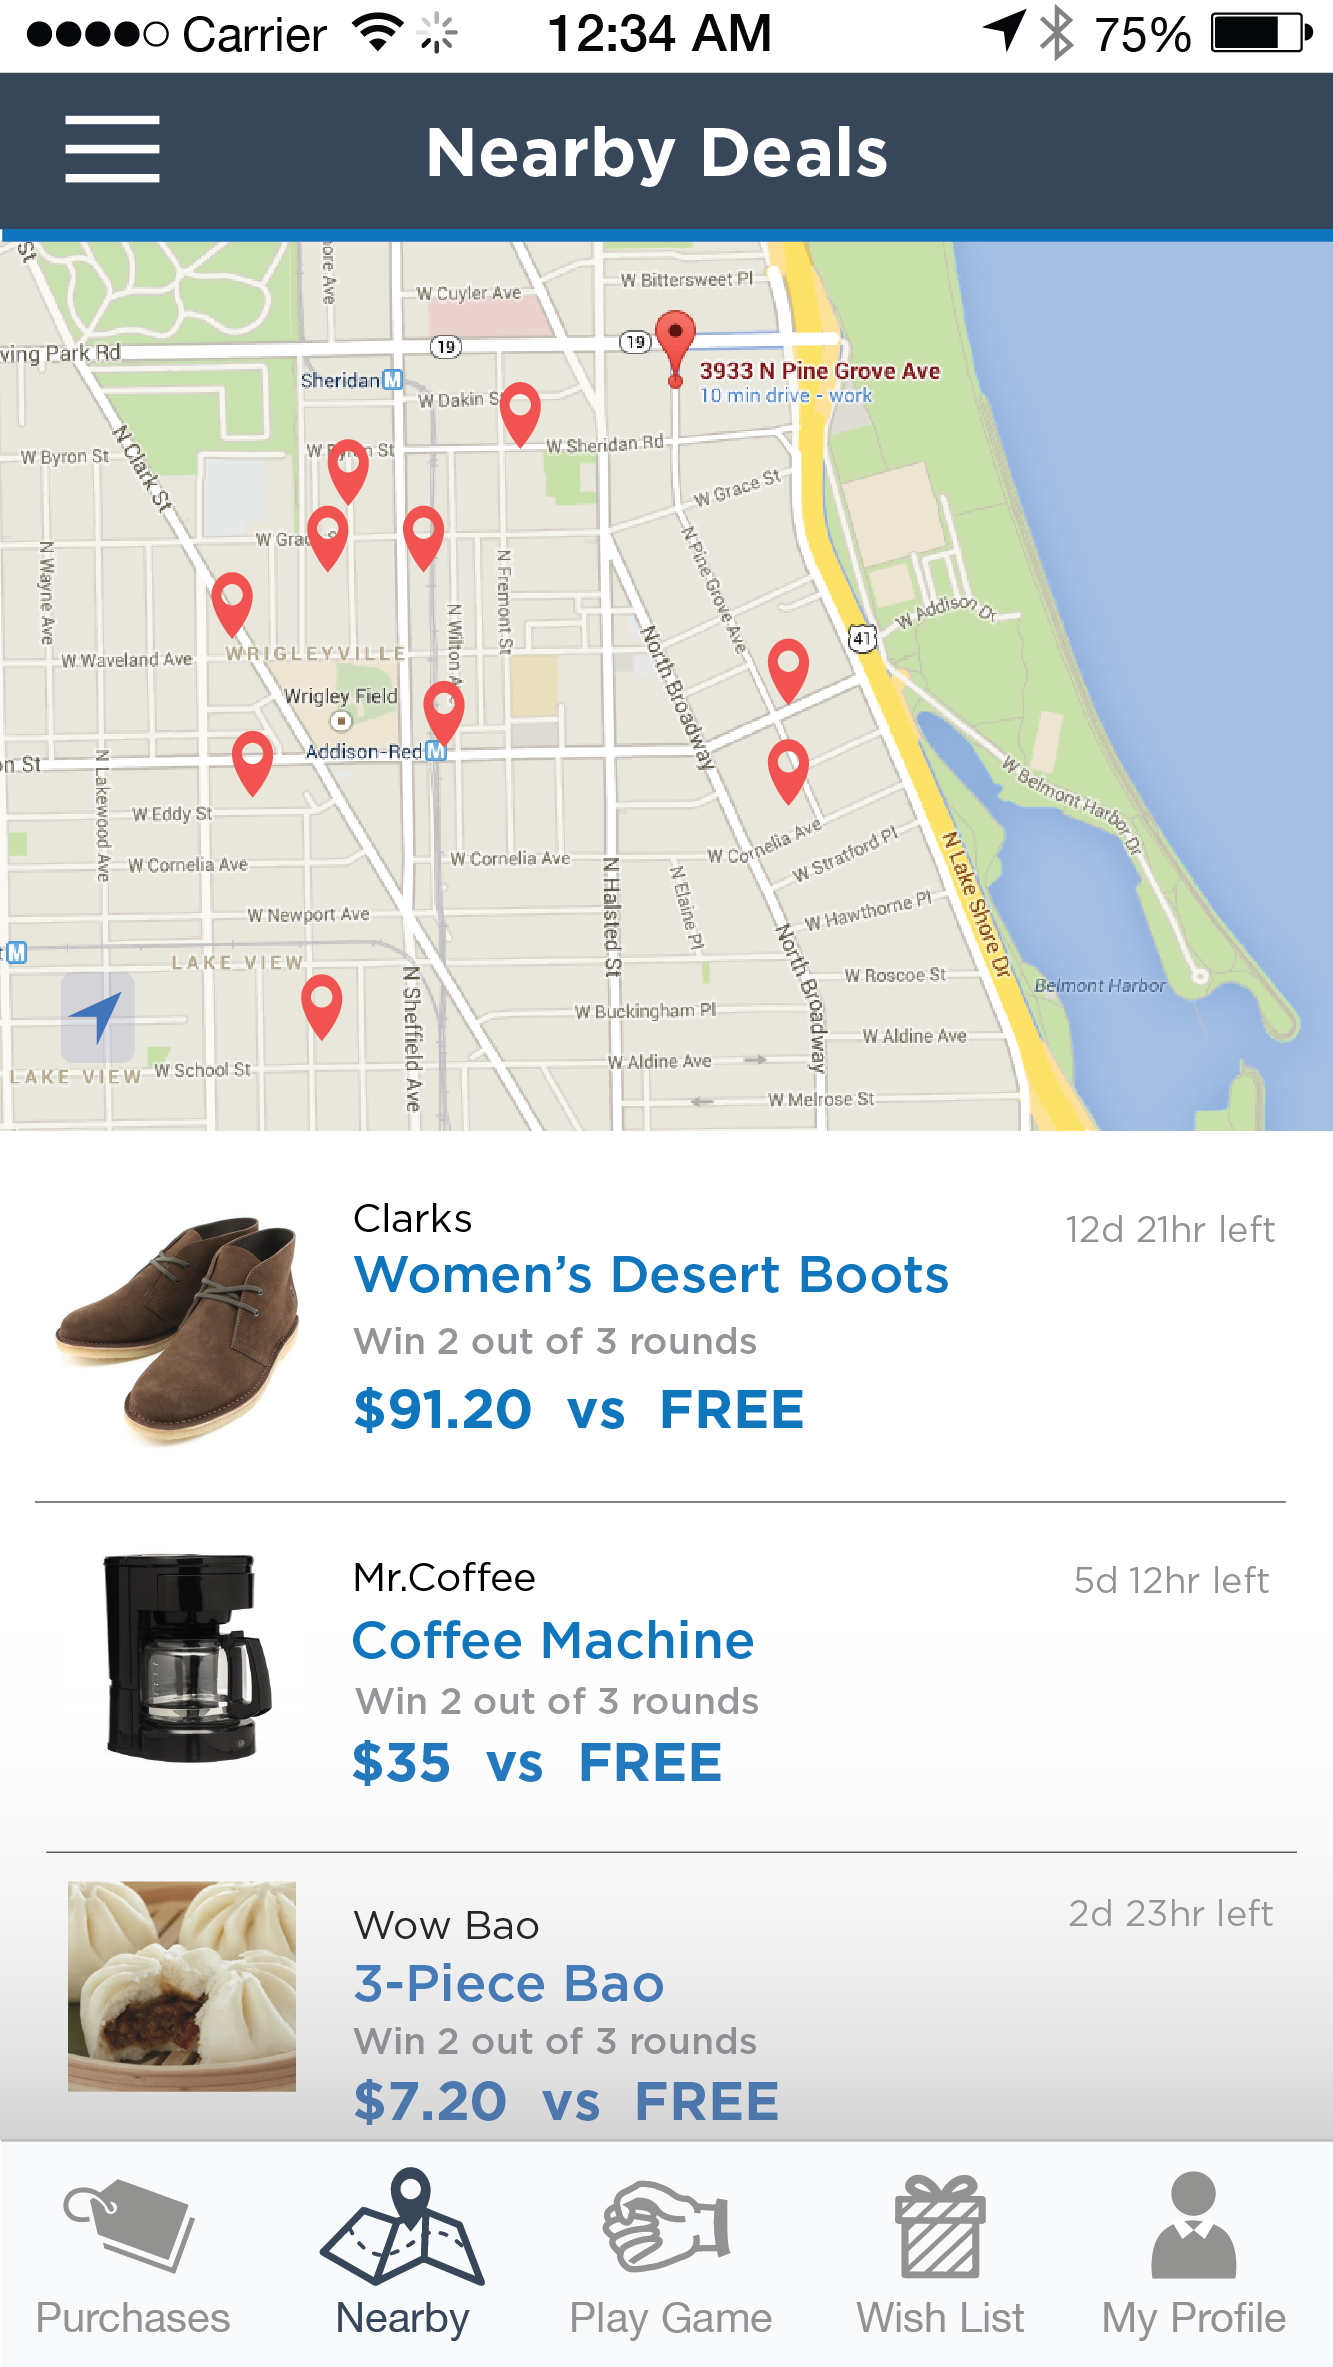 Carrier 12:34 AM 75%
Nearby Deals
St
ore Ave
W Bittersweet Pl
W Cuyler Ave
19
19
ving Park Rd
3933 N Pine Grove Ave
Sheridan M
10 min drive - work
W Dakin S
W Sheridan Rd
W Byron St
N Clark St
W Byron St
W Grace St
W Grac
N Pine Grove Ave
N Wayne Ave
N Fremont St
N Wilton A
W Addison Dr
41
W Waveland Ave
WRIGLEYVILLE
North Broadway
Wrigley Field
Addison-Red M
on St
N Lakewood Ave
W Belmont Harbor Dr
W Eddy St
W Cornelia Ave
W Cornelia Ave
W Cornelia Ave
W Stratford Pl
N Lake Shore Dr
N Halsted St
N Elaine Pl
W Hawthorne Pl
W Newport Ave
M
LAKE VIEW
North Broadway
N Sheffield Ave
W Roscoe St
Belmont Harbor
W Buckingham Pl
W Aldine Ave
W Aldine Ave
LAKE VIEW
W School St
W Melrose St
Clarks
12d 21hr left
Women's Desert Boots
Win 2 out of 3 rounds
$91.20 vs FREE
Mr.Coffee
5d 12hr left
Coffee Machine
Win 2 out of 3 rounds
$35 vs FREE
Wow Bao
2d 23hr left
3-Piece Bao
Win 2 out of 3 rounds
$7.20 vs FREE
Purchases Nearby Play Game Wish List My Profile